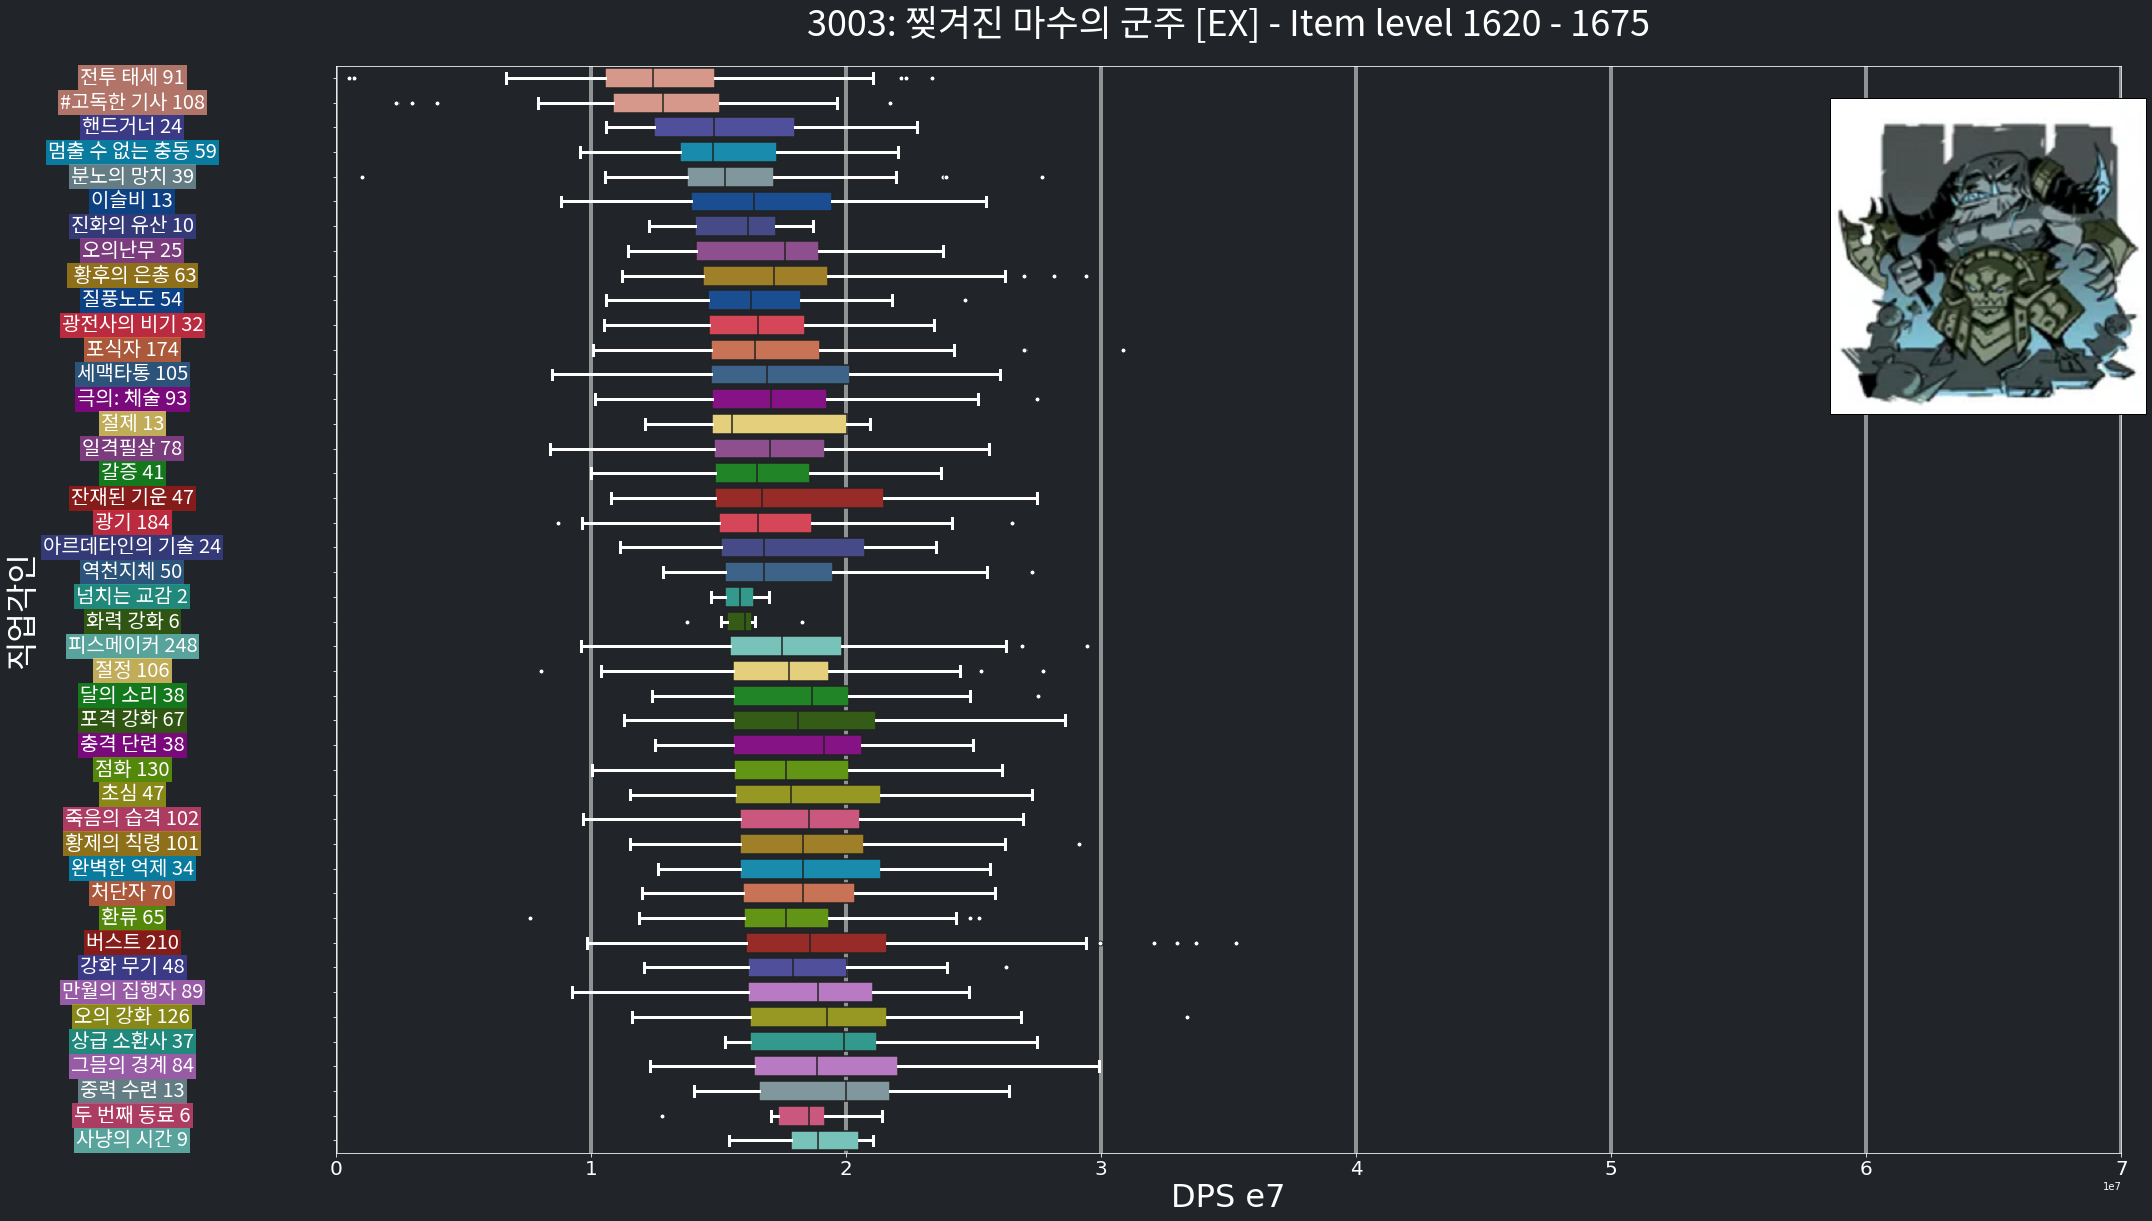 3003: 찢겨진 마수의 군주 [EX] - Item level 1620 - 1675
전투 태세 91
#고독한 기사 108
핸드거너 24
멈출 수 없는 충동 59
분노의 망치 39
이슬비 13
진화의 유산 10
오의난무 25
황후의 은총 63
질풍노도 54
광전사의 비기 32
포식자 174
세맥타통 105
극의: 체술 93
절제 13
일격필살 78
갈증 41
잔재된 기운 47
광기 184
아르데타인의 기술 24
역천지체 50
넘치는 교감 2
화력 강화 6
피스메이커 248
절정 106
달의 소리 38
포격 강화 67
충격 단련 38
점화 130
초심 47
죽음의 습격 102
황제의 칙령 101
완벽한 억제 34
처단자 70
환류 65
버스트 210
강화 무기 48
만월의 집행자 89
오의 강화 126
상급 소환사 37
그믐의 경계 84
중력 수련 13
두 번째 동료 6
사냥의 시간 9
직업각인
0 1 2 3 4 5 6 7
1e7
DPS e7